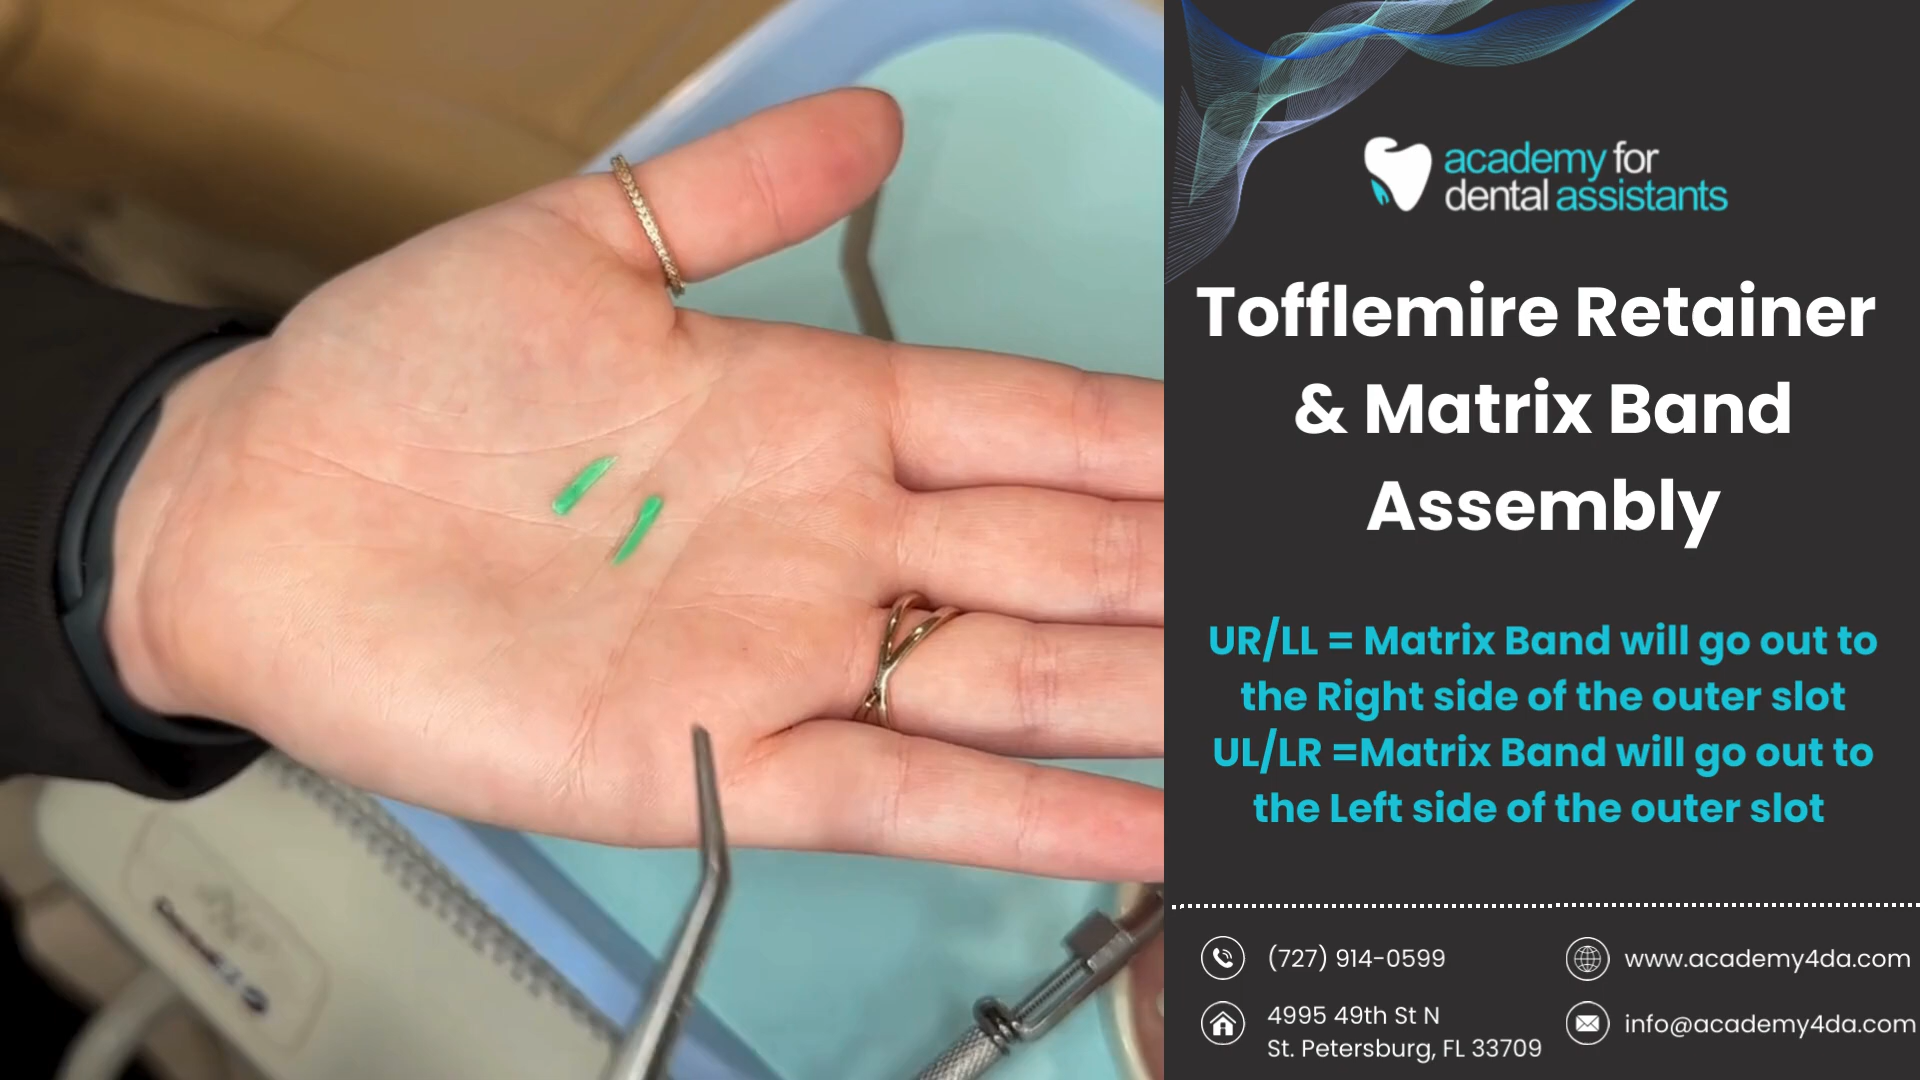 academy for
dental assistants
Tofflemire Retainer
& Matrix Band
Assembly
UR/LL = Matrix Band will go out to
the Right side of the outer slot
UL/LR =Matrix Band will go out to
the Left side of the outer slot
(727) 914-0599
www.academy4da.com
4995 49th St N
St. Petersburg, FL 33709
info@academy4da.com